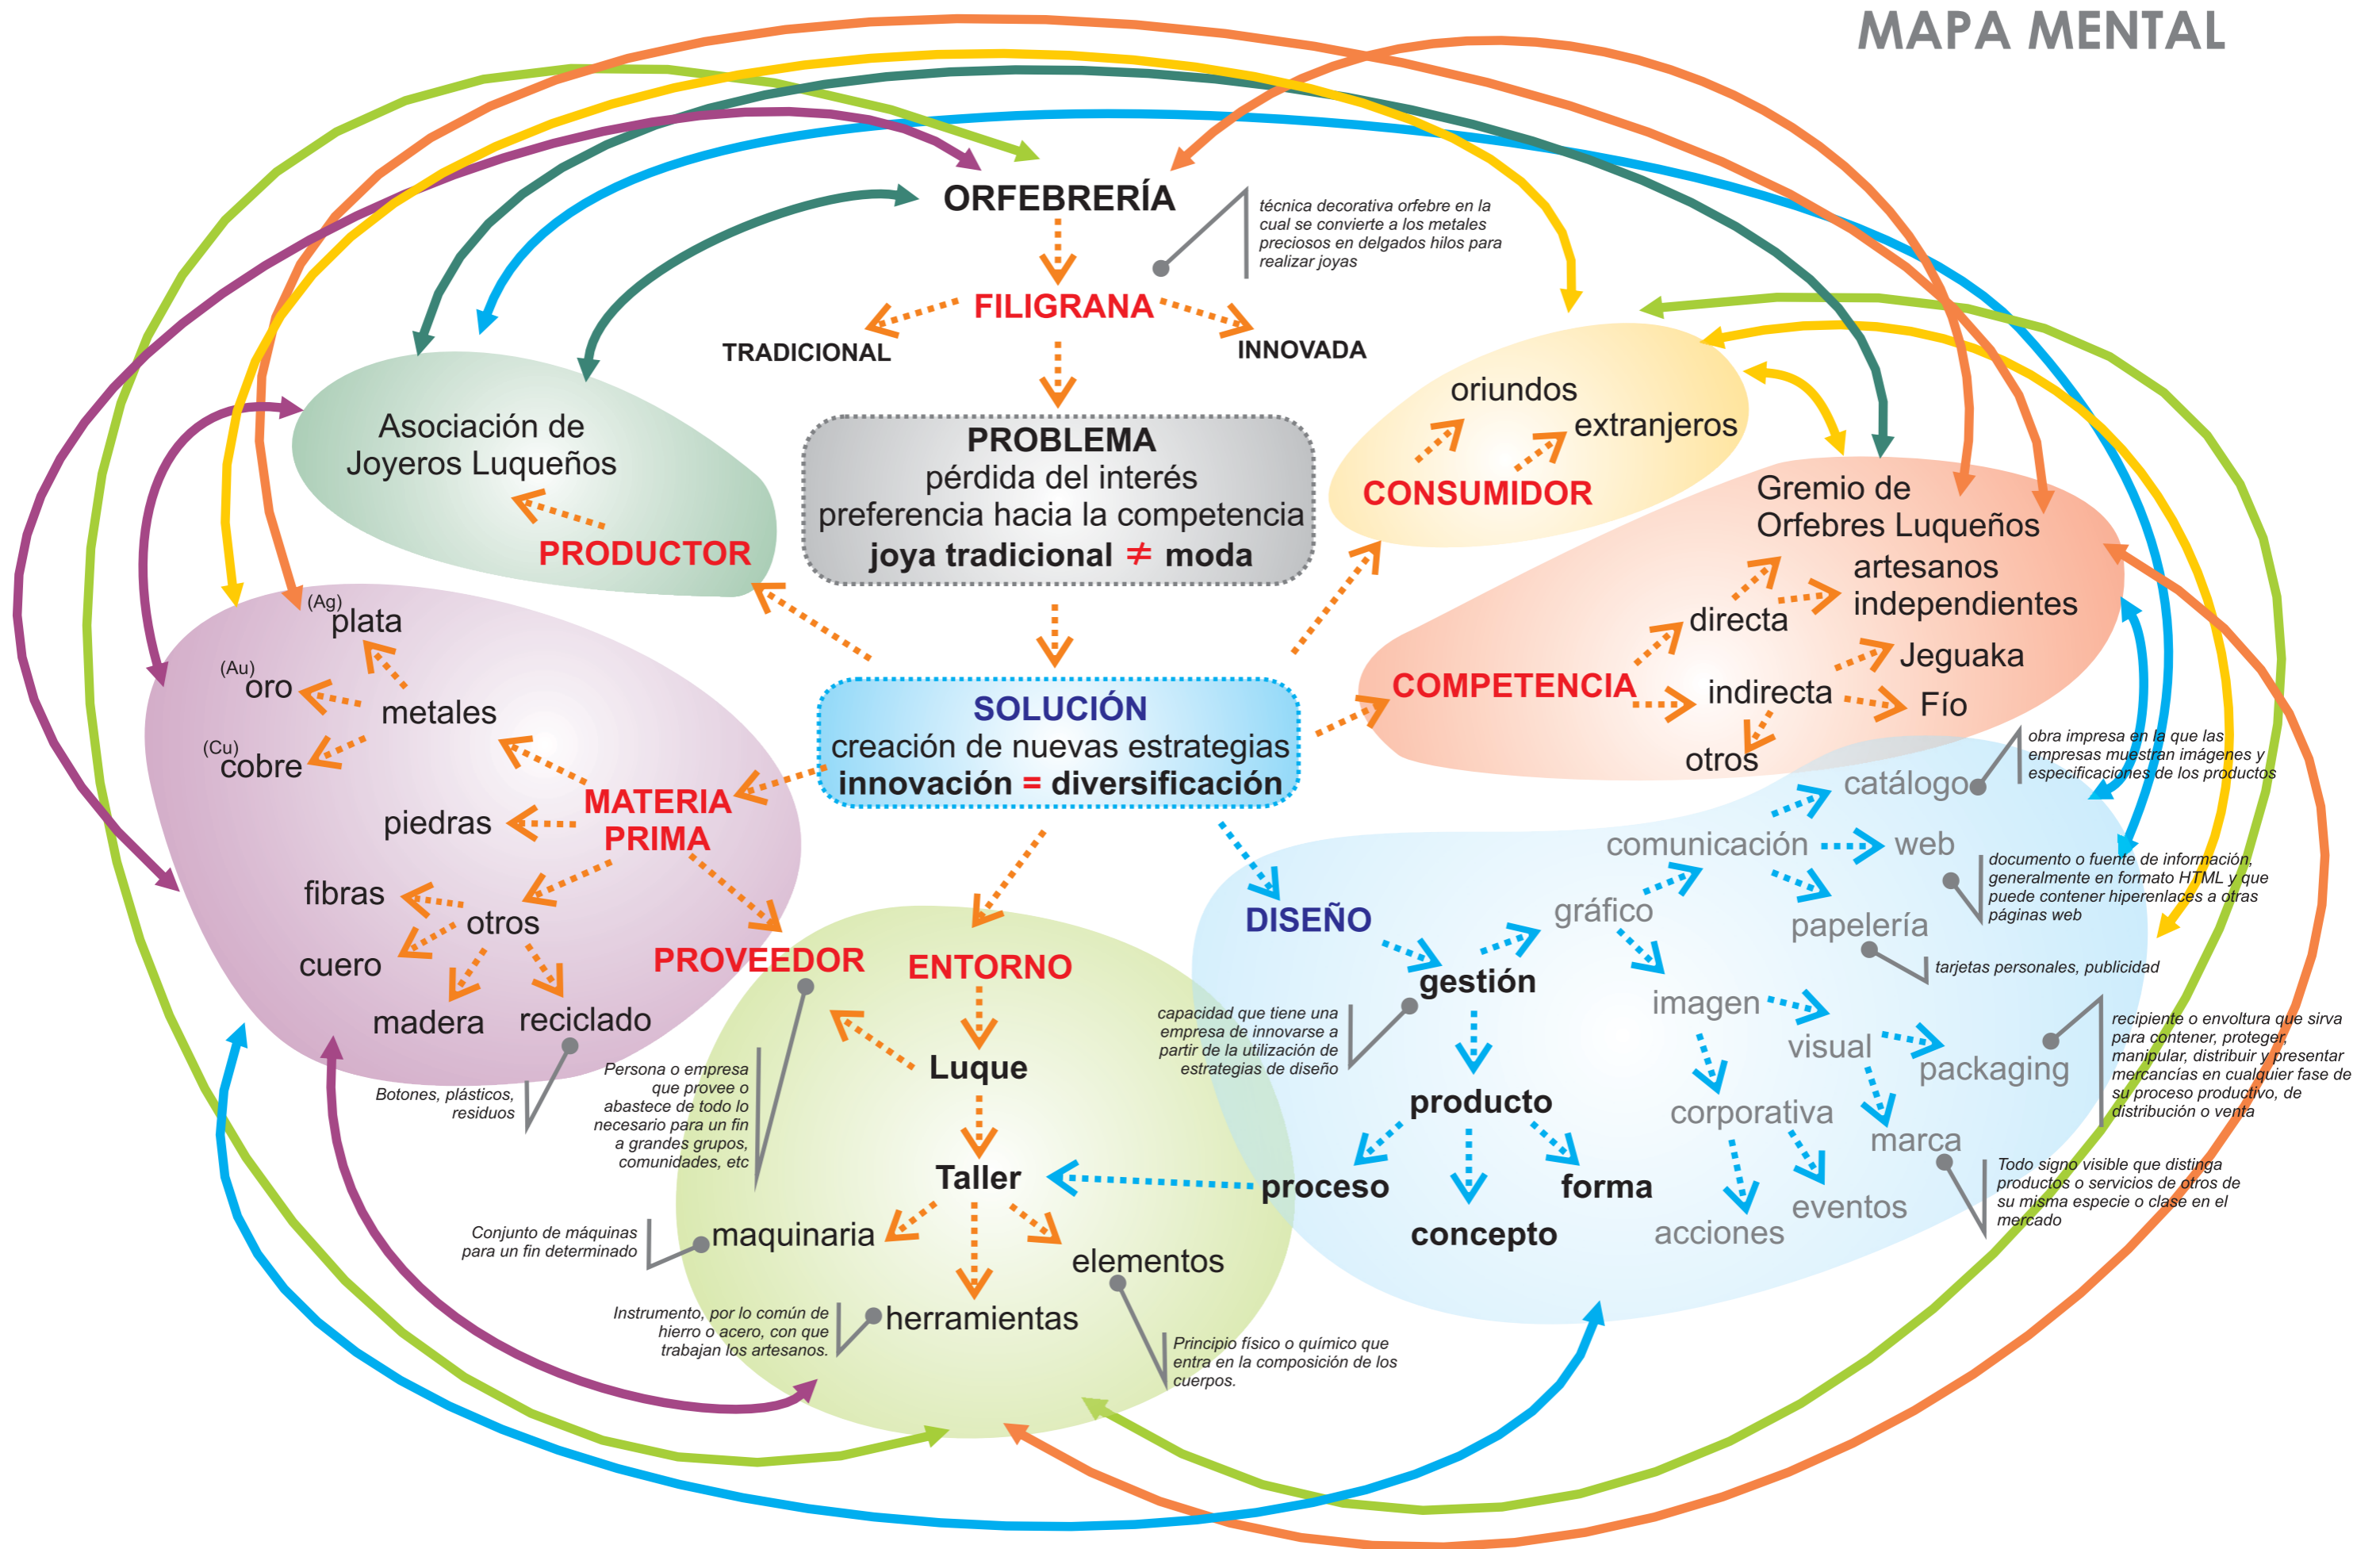 MAPA MENTAL
ORFEBRERÍA
técnica decorativa orfebre en la
cual se convierte a los metales
preciosos en delgados hilos para
realizar joyas
FILIGRANA
TRADICIONAL
INNOVADA
PROBLEMA
pérdida del interés
preferencia hacia la competencia
joya tradicional ≠ moda
Asociación de
Joyeros Luqueños
PRODUCTOR
oriundos
extranjeros
CONSUMIDOR
Gremio de
Orfebres Luqueños
artesanos
independientes
directa
Jeguaka
COMPETENCIA
indirecta
Fío
otros
SOLUCIÓN
creación de nuevas estrategias
innovación = diversificación
(Ag)
plata
(Au)
oro
metales
(Cu)
cobre
MATERIA
PRIMA
piedras
fibras
otros
cuero
madera
reciclado
Botones, plásticos,
residuos
PROVEEDOR
Persona o empresa
que provee o
abastece de todo lo
necesario para un fin
a grandes grupos,
comunidades, etc
ENTORNO
Luque
Taller
maquinaria
Conjunto de máquinas
para un fin determinado
elementos
herramientas
Instrumento, por lo común de
hierro o acero, con que
trabajan los artesanos.
Principio físico o químico que
entra en la composición de los
cuerpos.
DISEÑO
gestión
capacidad que tiene una
empresa de innovarse a
partir de la utilización de
estrategias de diseño
producto
proceso
forma
concepto
gráfico
comunicación
catálogo
obra impresa en la que las
empresas muestran imágenes y
especificaciones de los productos
web
documento o fuente de información,
generalmente en formato HTML y que
puede contener hiperenlaces a otras
páginas web
papelería
tarjetas personales, publicidad
imagen
visual
packaging
recipiente o envoltura que sirva
para contener, proteger,
manipular, distribuir y presentar
mercancías en cualquier fase de
su proceso productivo, de
distribución o venta
corporativa
marca
Todo signo visible que distinga
productos o servicios de otros de
su misma especie o clase en el
mercado
eventos
acciones